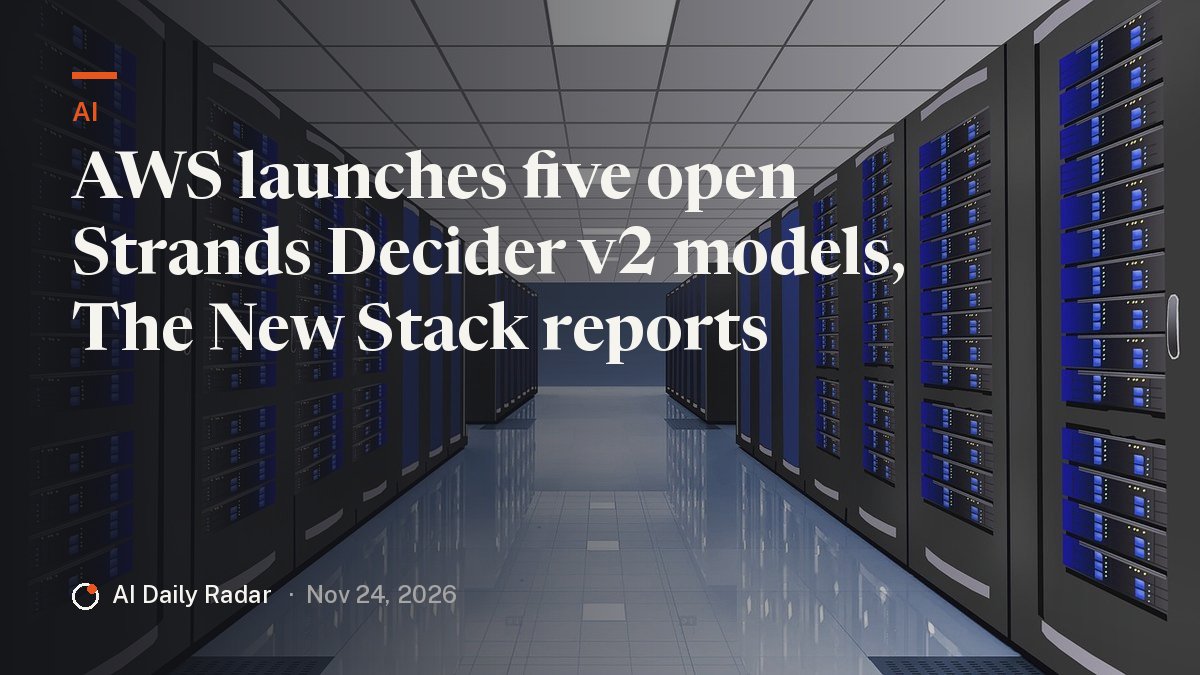 AI
AWS launches five open
Strands Decider v2 models,
The New Stack reports
AI Daily Radar · Nov 24, 2026